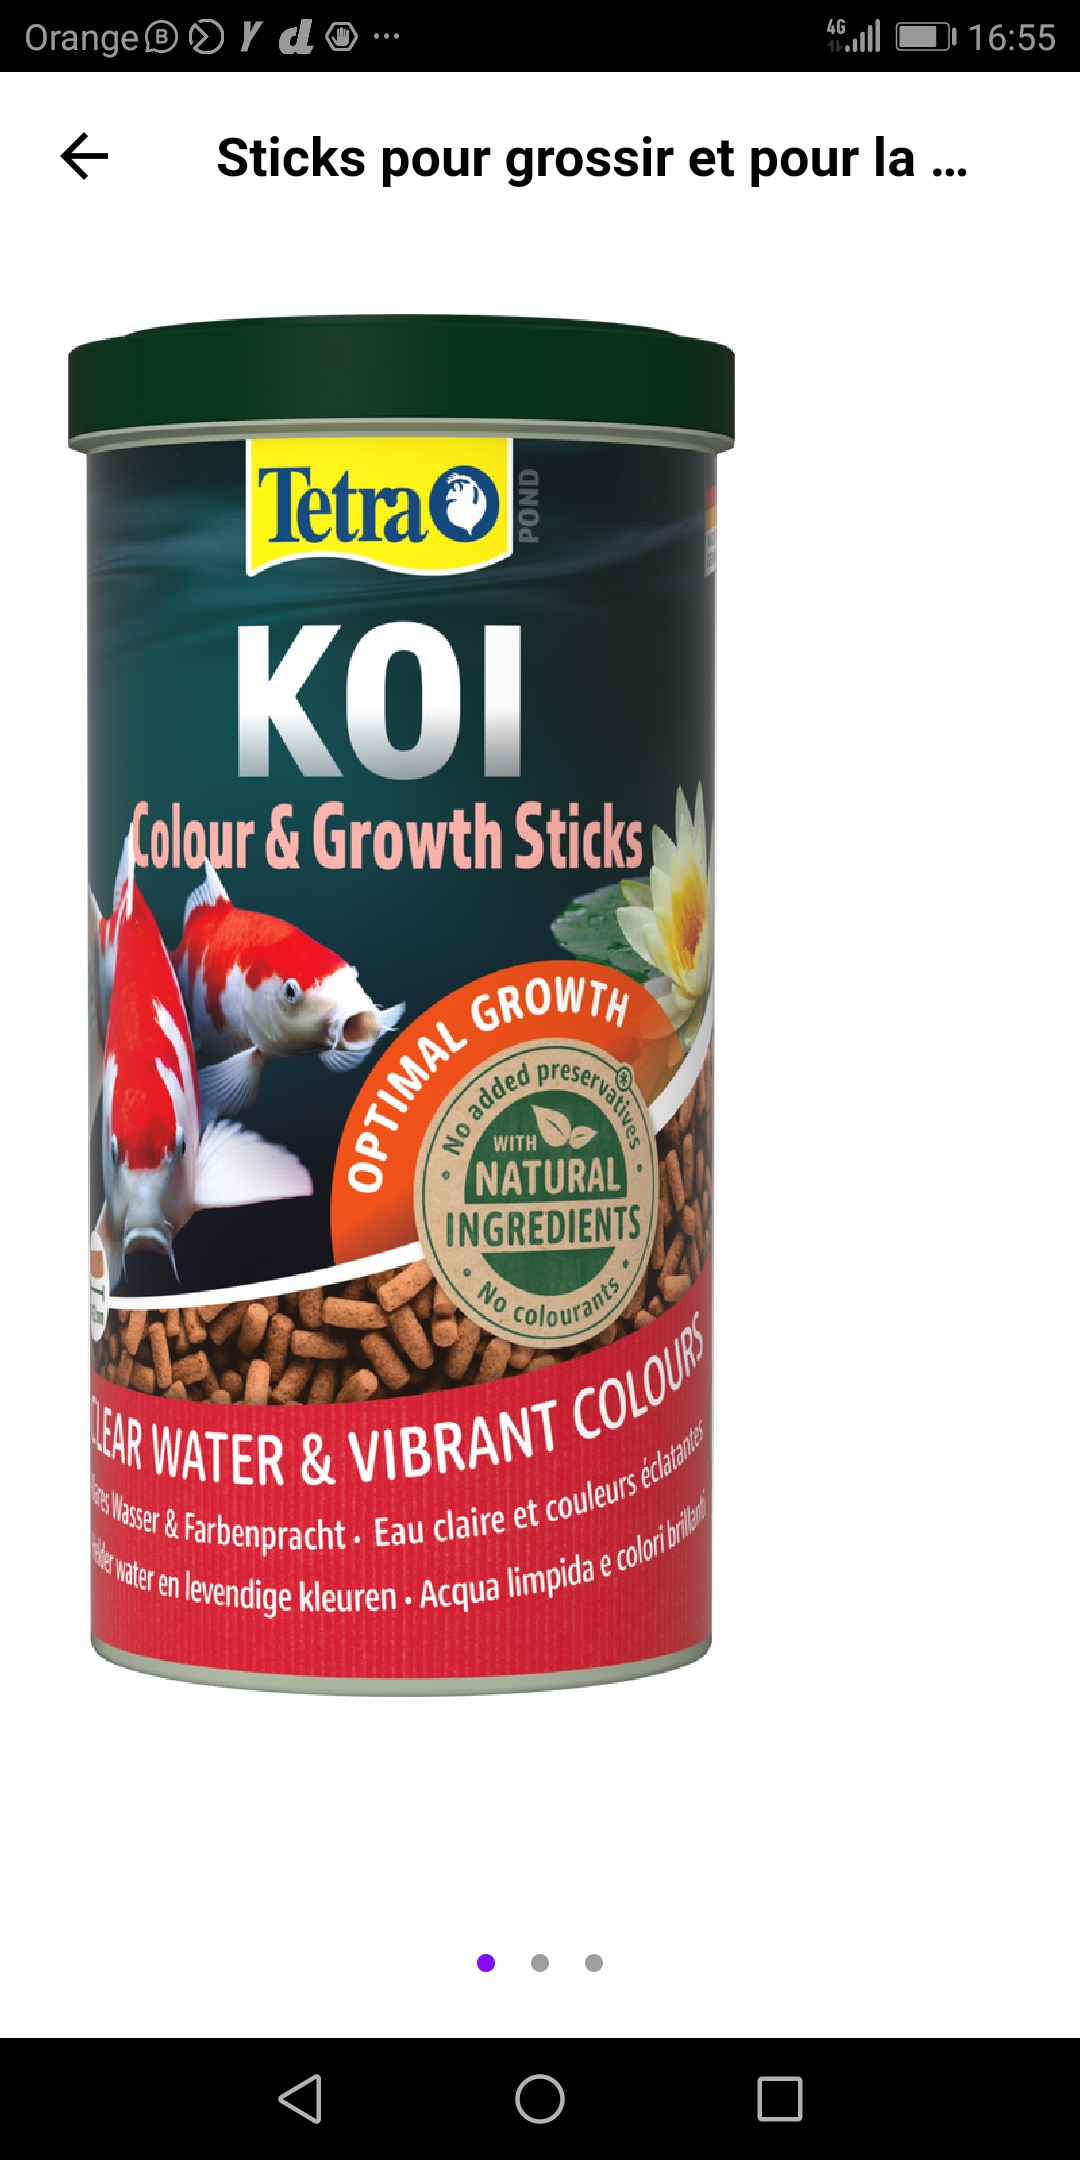 Orange
4G
16:55
Sticks pour grossir et pour la ...
Tetra
POND
KOI
Colour & Growth Sticks
OPTIMAL GROWTH
No added preservatives
WITH
NATURAL
INGREDIENTS
No colourants
CLEAR WATER & VIBRANT COLOURS
Wasser & Farbenpracht · Eau claire et couleurs éclatantes
water en levendige kleuren · Acqua limpida e colori brillanti